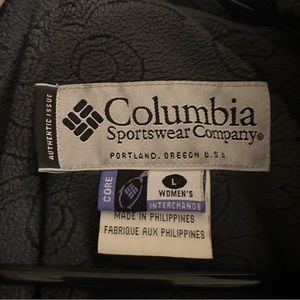 AUTHENTIC ISSUE
Columbia
Sportswear Company®
PORTLAND, OREGON U.S.A.
CORE
L
WOMEN'S
INTERCHANGE
MADE IN PHILIPPINES
FABRIQUE AUX PHILIPPINES